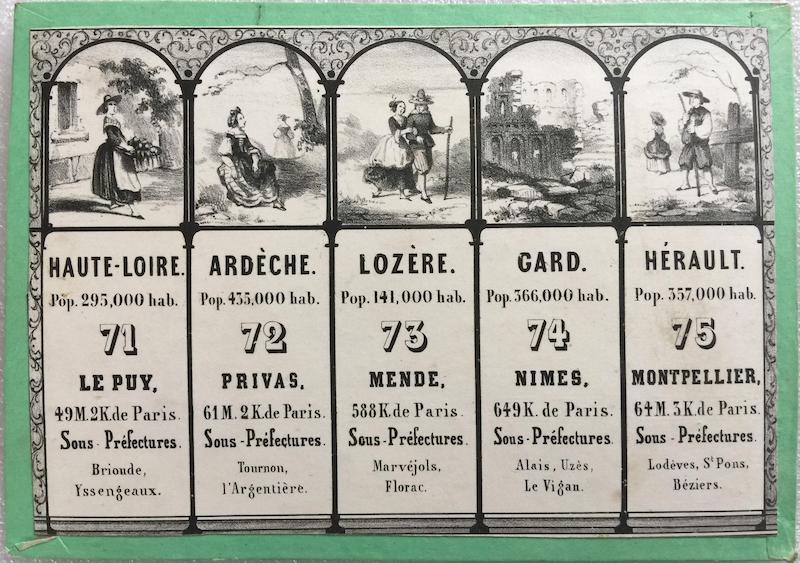 HAUTE-LOIRE.
Pop. 295,000 hab.
71
LE PUY,
49M. 2K. de Paris.
Sous-Préfectures.
Brioude,
Yssengeaux.
ARDÈCHE.
Pop. 435,000 hab.
72
PRIVAS,
61M. 2K. de Paris.
Sous-Préfectures.
Tournon,
l'Argentière.
LOZÈRE.
Pop. 141,000 hab.
73
MENDE,
588K. de Paris.
Sous-Préfectures.
Marvéjols,
Florac.
GARD.
Pop. 366,000 hab.
74
NIMES,
649K. de Paris.
Sous-Préfectures.
Alais, Uzès,
Le Vigan.
HÉRAULT.
Pop. 357,000 hab.
75
MONTPELLIER,
64M. 3K. de Paris.
Sous-Préfectures.
Lodèves, St Pons,
Béziers.